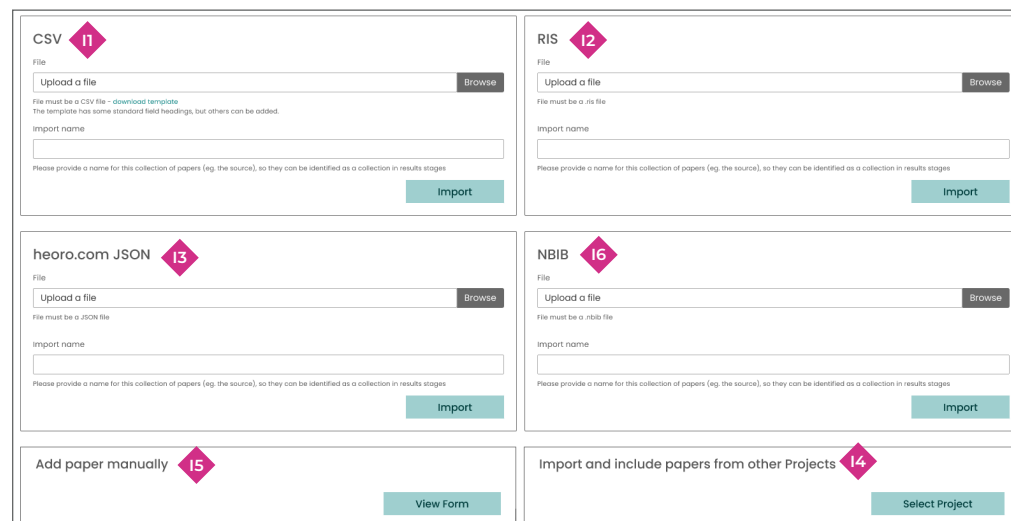 CSV I1
File
Upload a file Browse
File must be a CSV file - download template
The template has some standard field headings, but others can be added.
Import name
Please provide a name for this collection of papers (eg. the source), so they can be identified as a collection in results stages
Import
RIS I2
File
Upload a file Browse
File must be a .ris file
Import name
Please provide a name for this collection of papers (eg. the source), so they can be identified as a collection in results stages
Import
heoro.com JSON I3
File
Upload a file Browse
File must be a JSON file
Import name
Please provide a name for this collection of papers (eg. the source), so they can be identified as a collection in results stages
Import
NBIB I6
File
Upload a file Browse
File must be a .nbib file
Import name
Please provide a name for this collection of papers (eg. the source), so they can be identified as a collection in results stages
Import
Add paper manually I5
View Form
Import and include papers from other Projects I4
Select Project